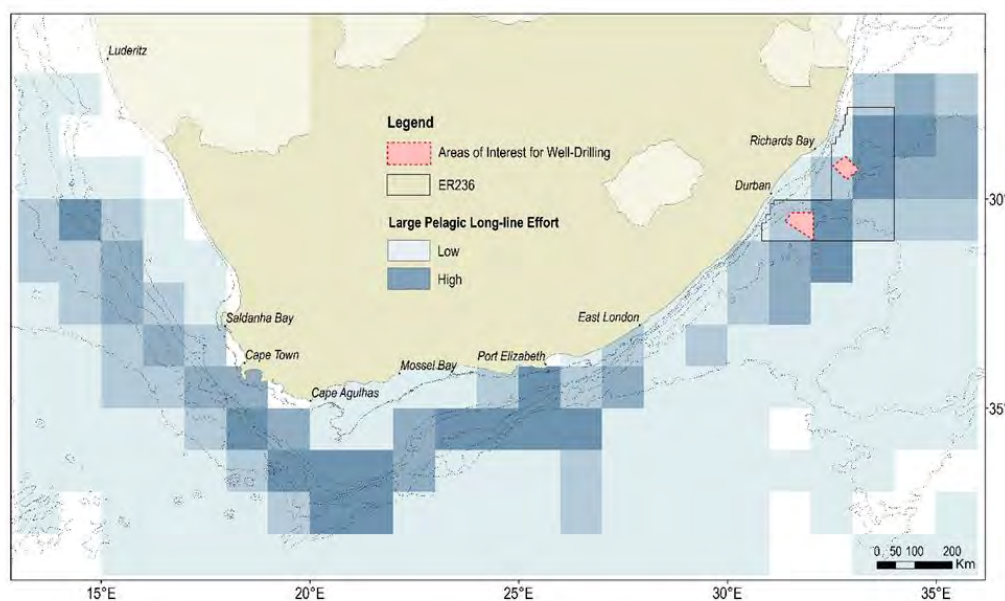 Luderitz
Legend
Areas of Interest for Well-Drilling
ER236
Large Pelagic Long-line Effort
Low
High
Richards Bay
Durban
30°
East London
Saldanha Bay
Cape Town
Port Elizabeth
Mossel Bay
Cape Agulhas
35°
0 50 100 200
Km
15°E 20°E 25°E 30°E 35°E